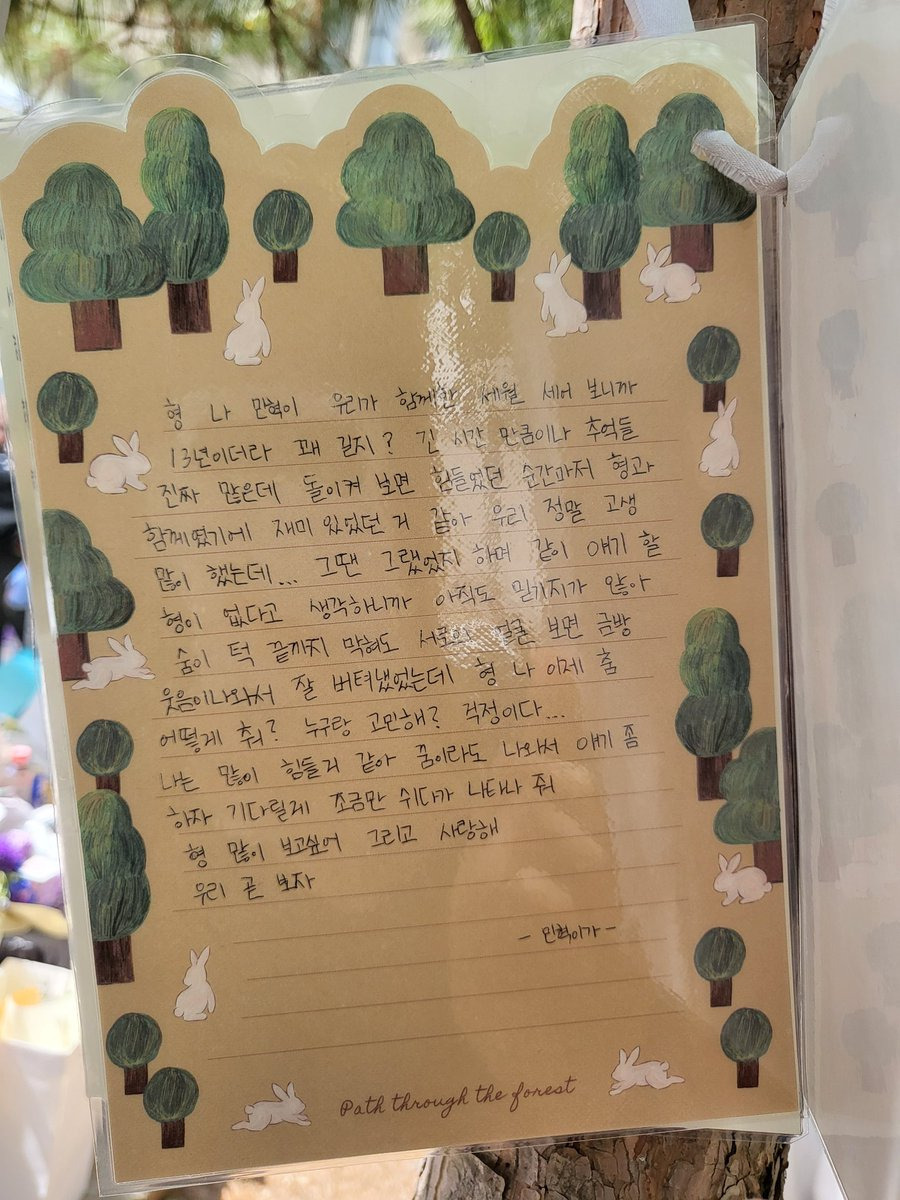 형 나 민혁이 우리가 함께한 세월 세어 보니까
13년이더라 꽤 길지? 긴 시간 만큼이나 추억들
진짜 많은데 돌이켜 보면 힘들었던 순간마저 형과
함께였기에 재미 있었던 거 같아 우리 정말 고생
많이 했는데... 그땐 그랬었지 하며 같이 얘기 할
형이 없다고 생각하니까 아직도 믿기지가 않아
숨이 턱 끝까지 막혀도 서로의 얼굴 보면 금방
웃음이나와서 잘 버텨냈었는데 형 나 이제 춤
어떻게 춰? 누구랑 고민해? 걱정이다...
나는 많이 힘들거 같아 꿈이라도 나와서 얘기 좀
하자 기다릴게 조금만 쉬다가 나타나 줘
형 많이 보고싶어 그리고 사랑해
우리 곧 보자
- 민혁이가 -
Path through the forest